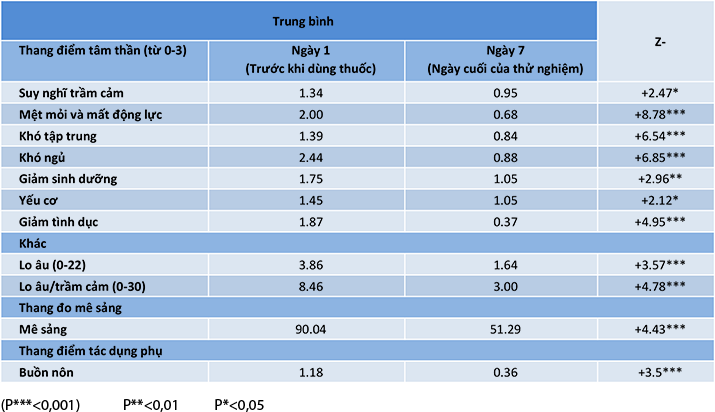 Trung bình
Z-
Thang điểm tâm thần (từ 0-3) Ngày 1 Ngày 7
(Trước khi dùng thuốc) (Ngày cuối của thử nghiệm)
Suy nghĩ trầm cảm 1.34 0.95 +2.47*
Mệt mỏi và mất động lực 2.00 0.68 +8.78***
Khó tập trung 1.39 0.84 +6.54***
Khó ngủ 2.44 0.88 +6.85***
Giảm sinh dưỡng 1.75 1.05 +2.96**
Yếu cơ 1.45 1.05 +2.12*
Giảm tình dục 1.87 0.37 +4.95***
Khác
Lo âu (0-22) 3.86 1.64 +3.57***
Lo âu/trầm cảm (0-30) 8.46 3.00 +4.78***
Thang đo mê sảng
Mê sảng 90.04 51.29 +4.43***
Thang điểm tác dụng phụ
Buồn nôn 1.18 0.36 +3.5***
(P***<0,001) P**<0,01 P*<0,05